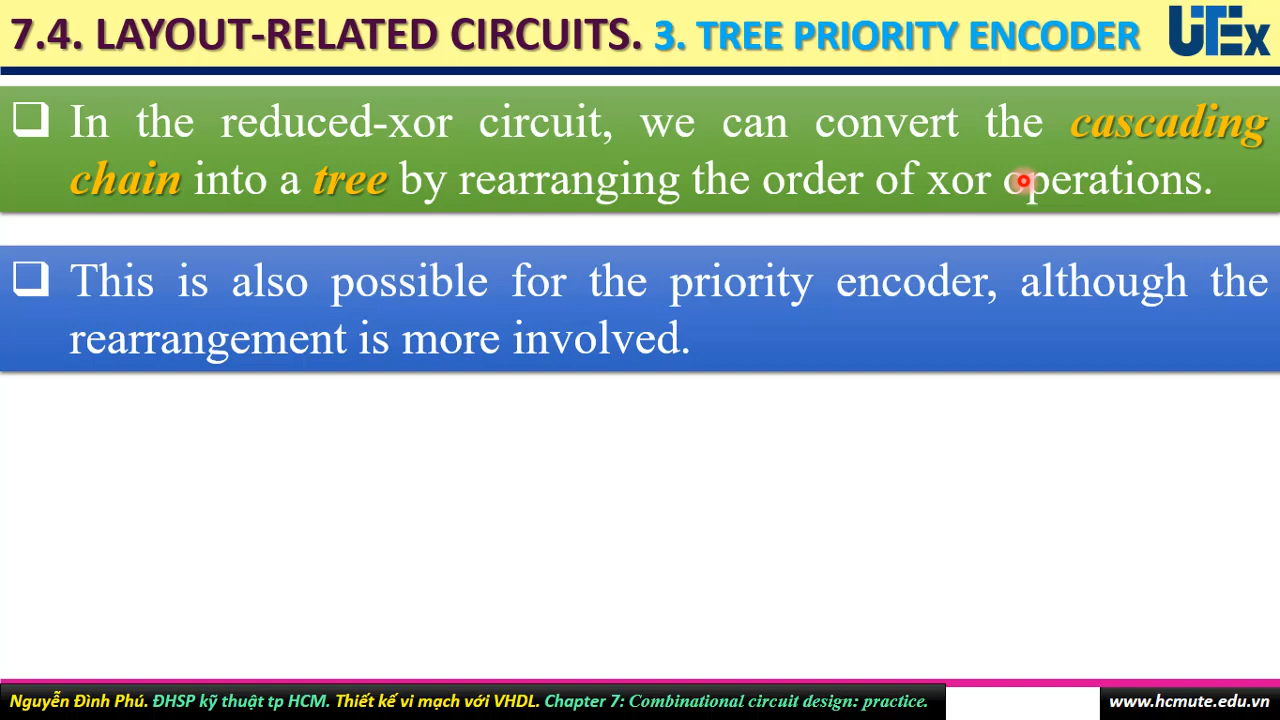 7.4. LAYOUT-RELATED CIRCUITS. 3. TREE PRIORITY ENCODER UTEx
In the reduced-xor circuit, we can convert the cascading
chain into a tree by rearranging the order of xor operations.
This is also possible for the priority encoder, although the
rearrangement is more involved.
Nguyễn Đình Phú. ĐHSP kỹ thuật tp HCM. Thiết kế vi mạch với VHDL. Chapter 7: Combinational circuit design: practice. www.hcmute.edu.vn